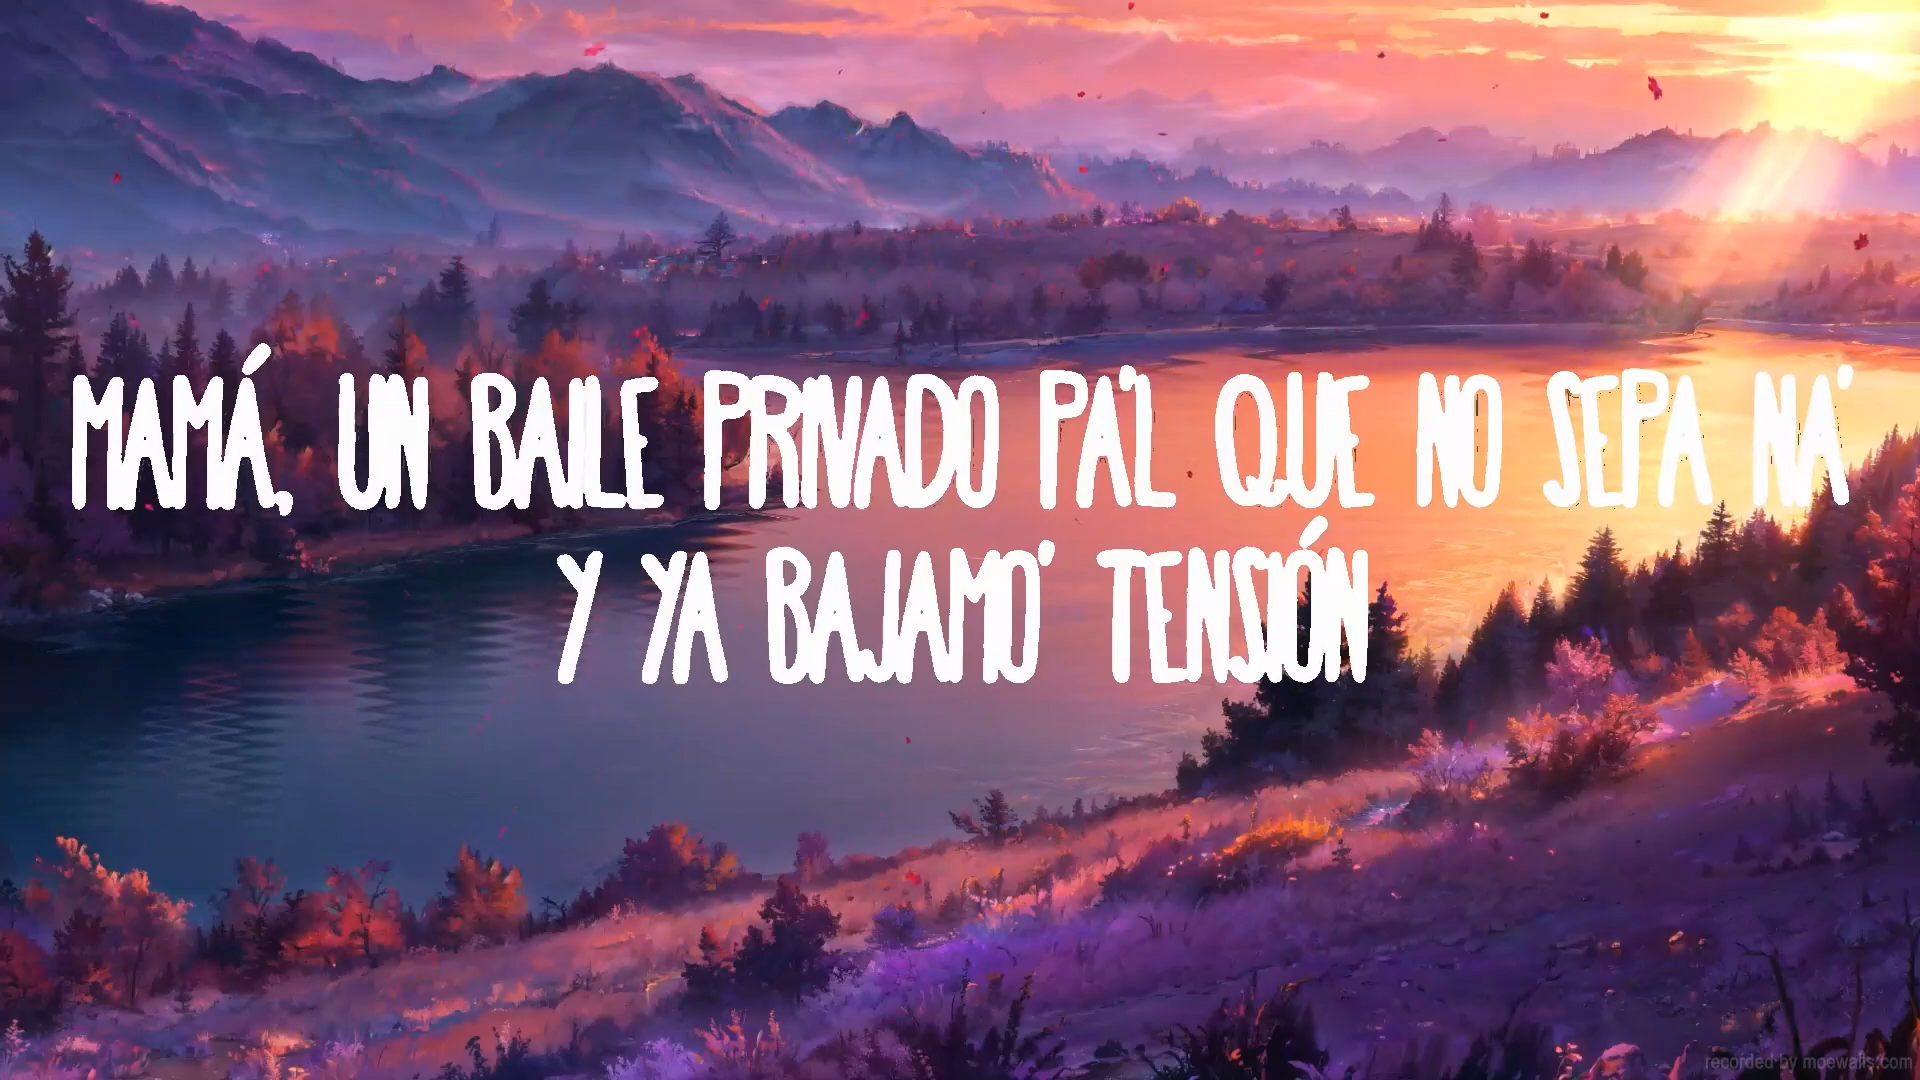 MAMÁ, UN BAILE PRIVADO PA'L QUE NO SEPA NA'
Y YA BAJAMO' TENSIÓN
recorded by moewalls.com